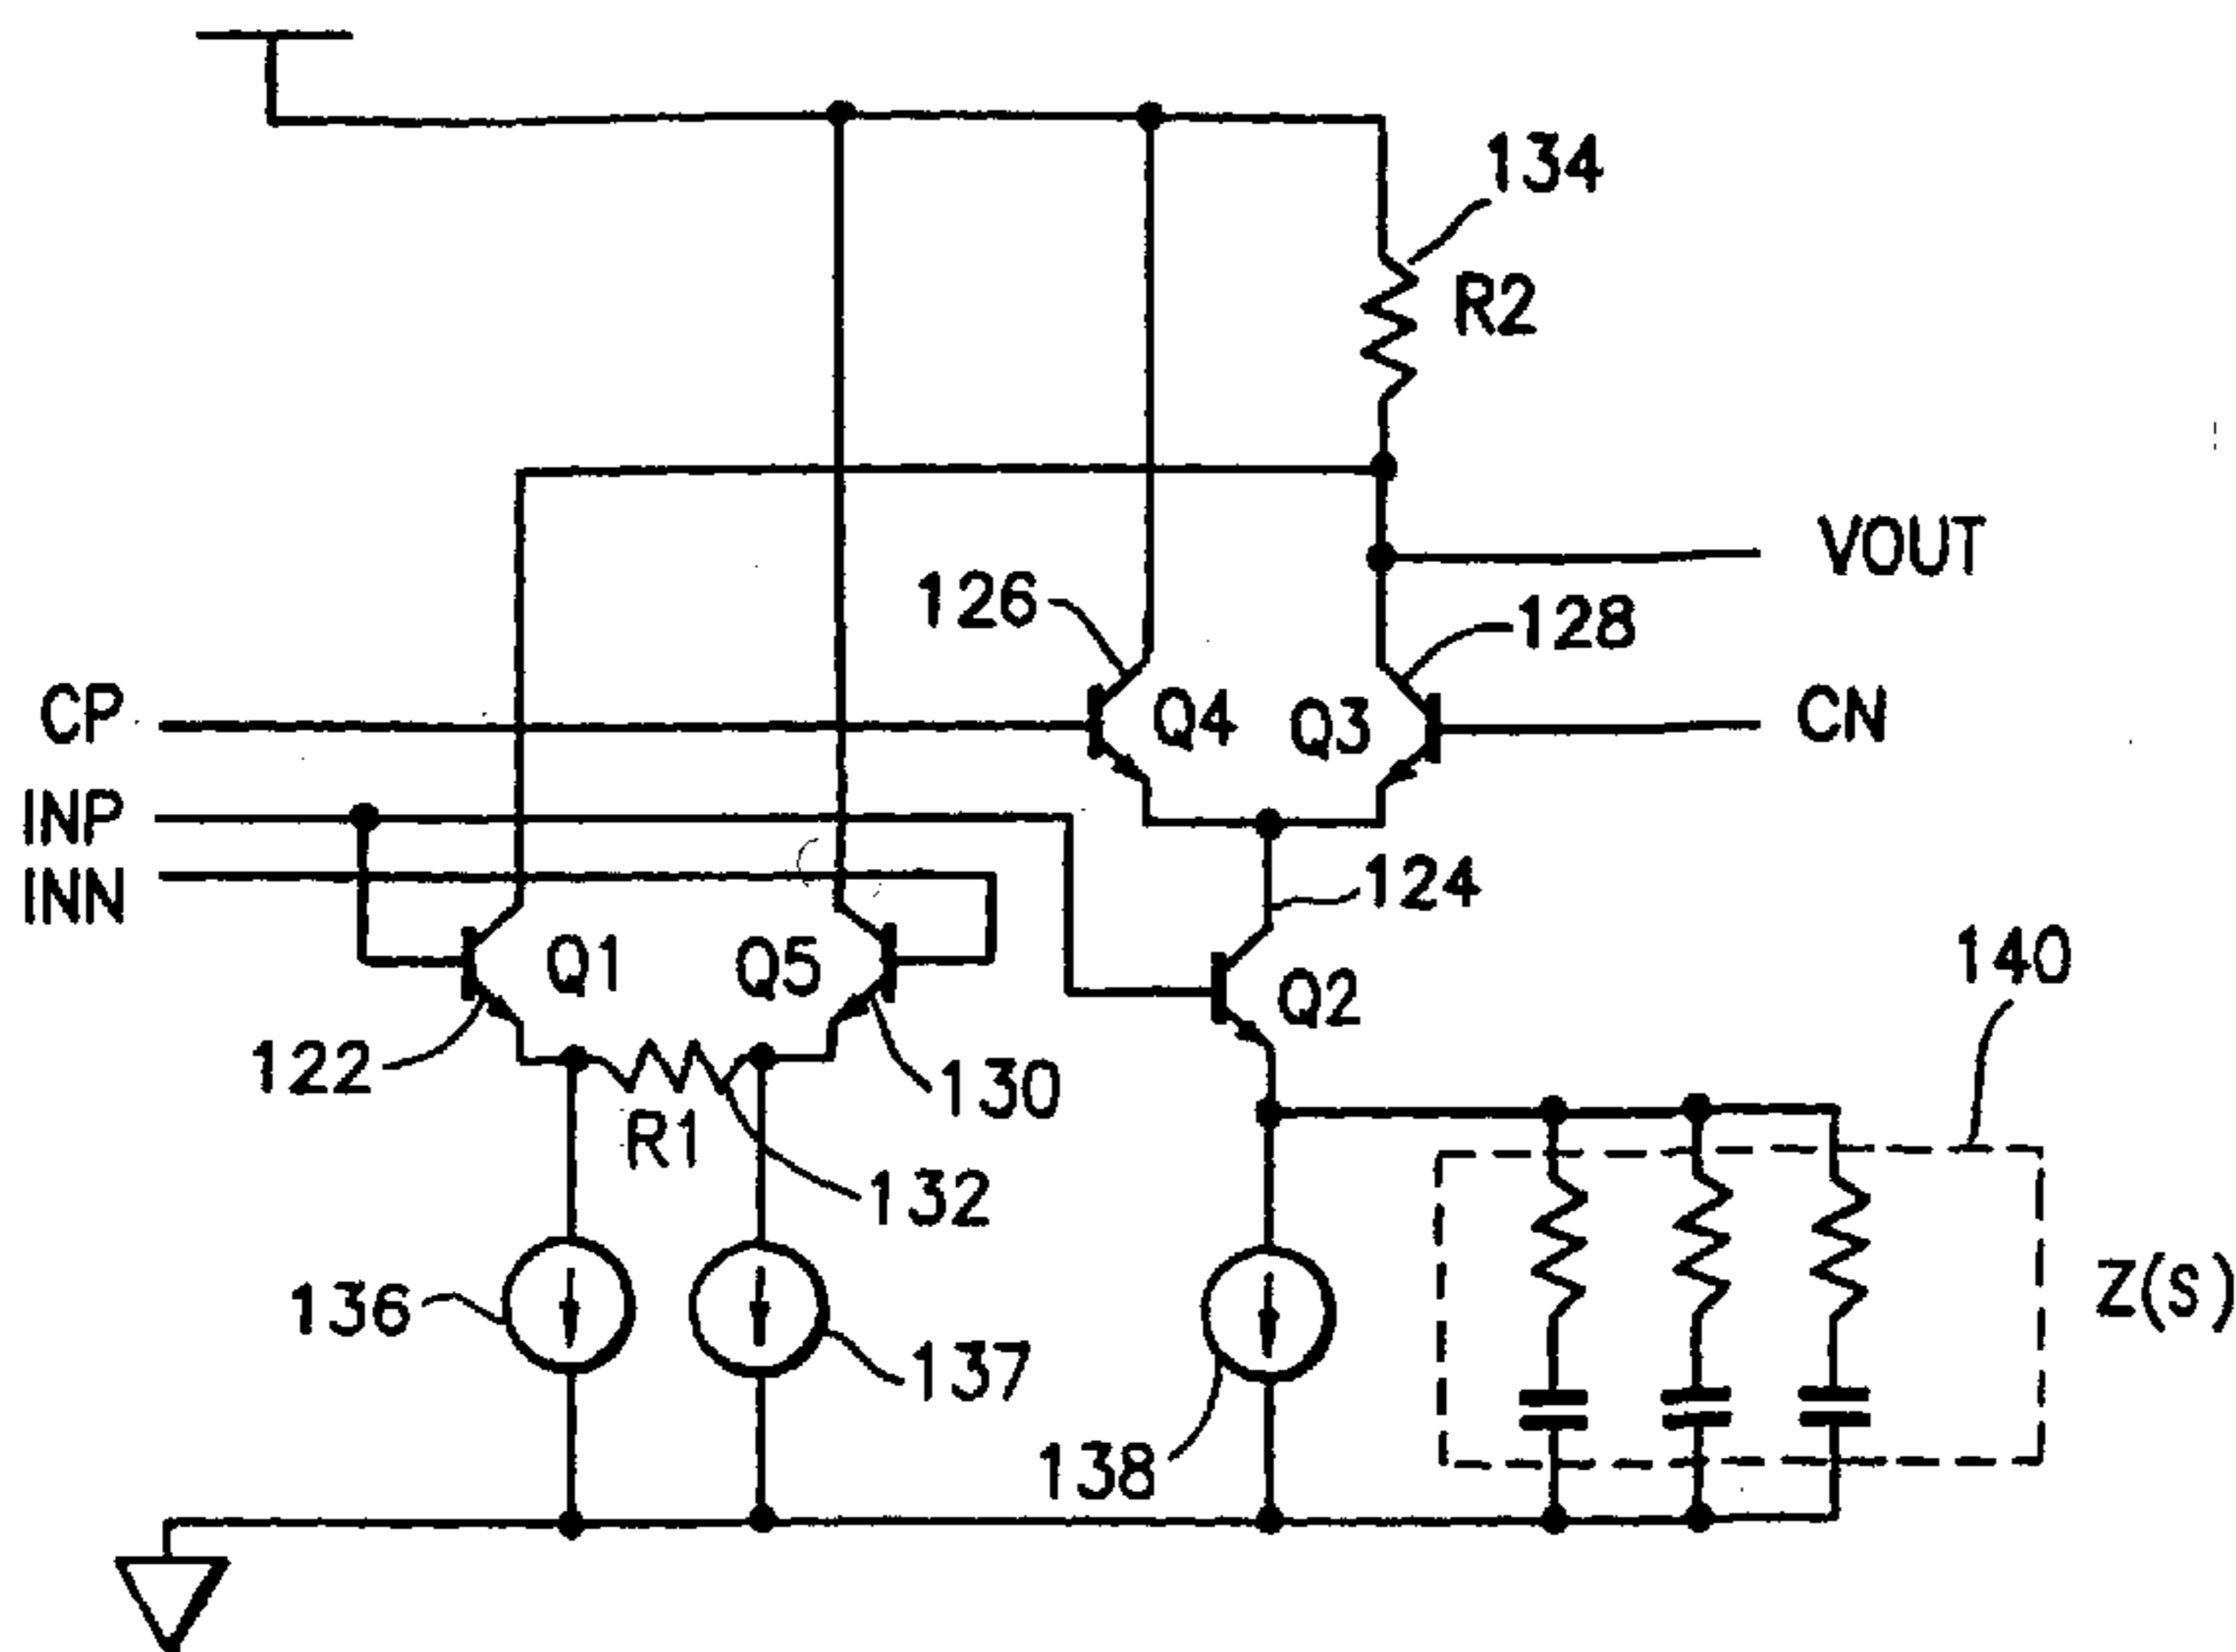 134
R2
VOUT
126
128
CP
Q4
Q3
CN
INP
INN
124
Q1
Q5
Q2
140
122
130
R1
132
136
137
138
Z(S)